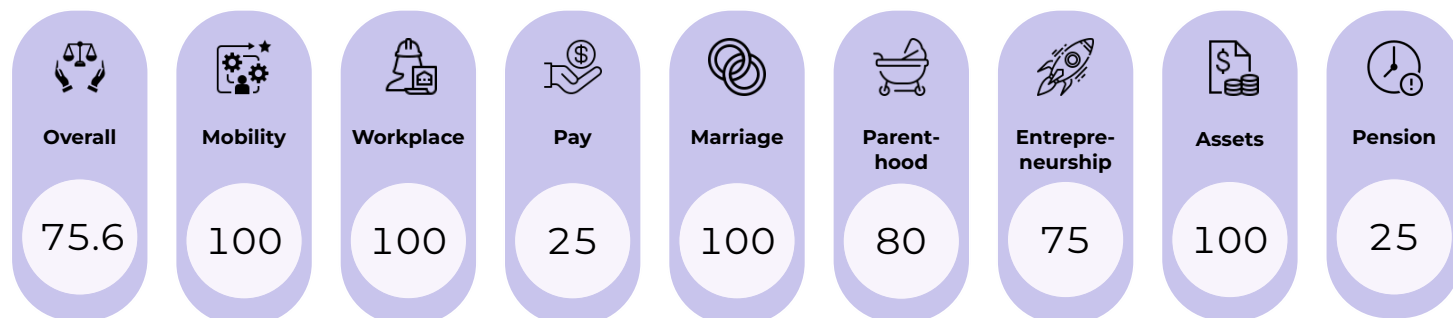 Overall
Mobility
Workplace
Pay
Marriage
Parent-
hood
Entrepre-
neurship
Assets
Pension
75.6
100
100
25
100
80
75
100
25